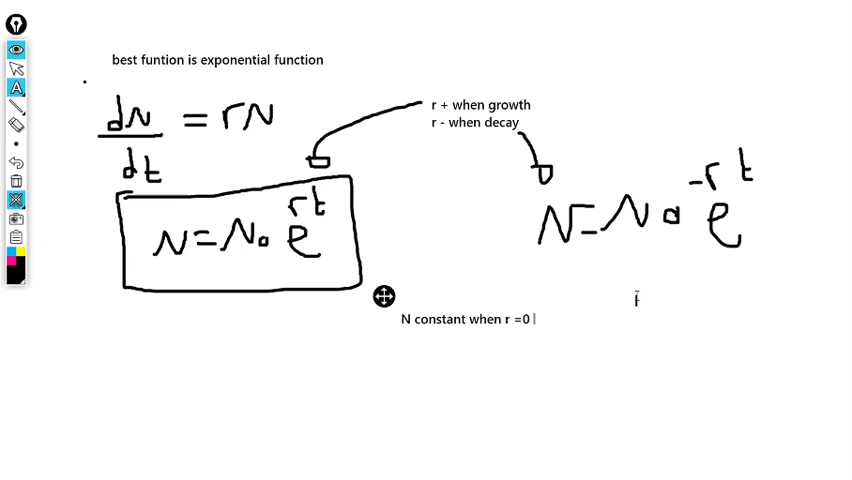 best funtion is exponential function
dN/dt = rN
r + when growth
r - when decay
N = N₀ e^rt
N = N₀ e^-rt
N constant when r =0